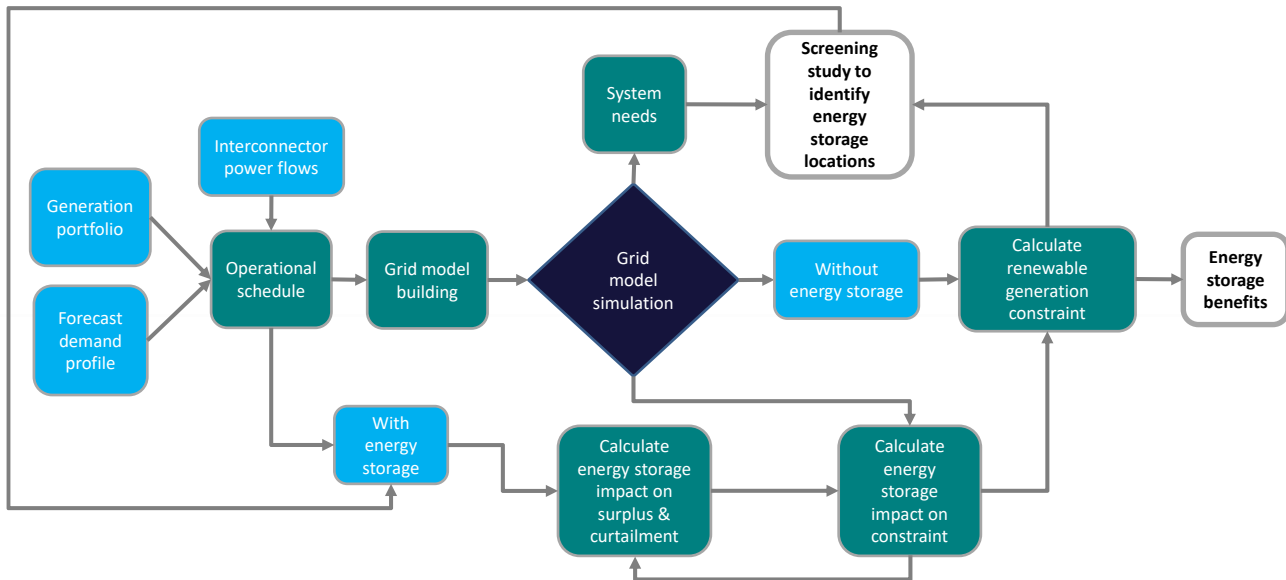 Screening
study to
identify
energy
storage
locations
System
needs
Interconnector
power flows
Generation
portfolio
Operational
schedule
Grid model
building
Grid
model
simulation
Without
energy storage
Calculate
renewable
generation
constraint
Energy
storage
benefits
Forecast
demand
profile
With
energy
storage
Calculate
energy storage
impact on
surplus &
curtailment
Calculate
energy
storage
impact on
constraint